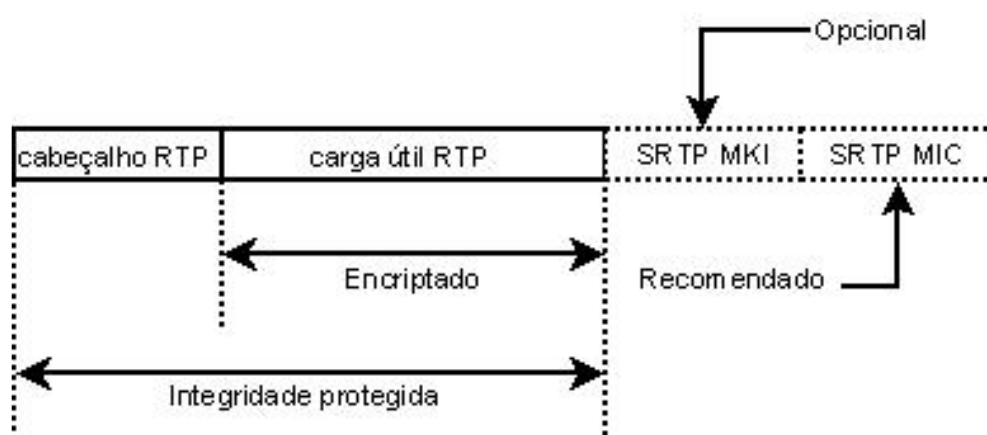 Opcional
cabeçalho RTP
carga útil RTP
SRTP MKI
SRTP MIC
Encriptado
Recomendado
Integridade protegida